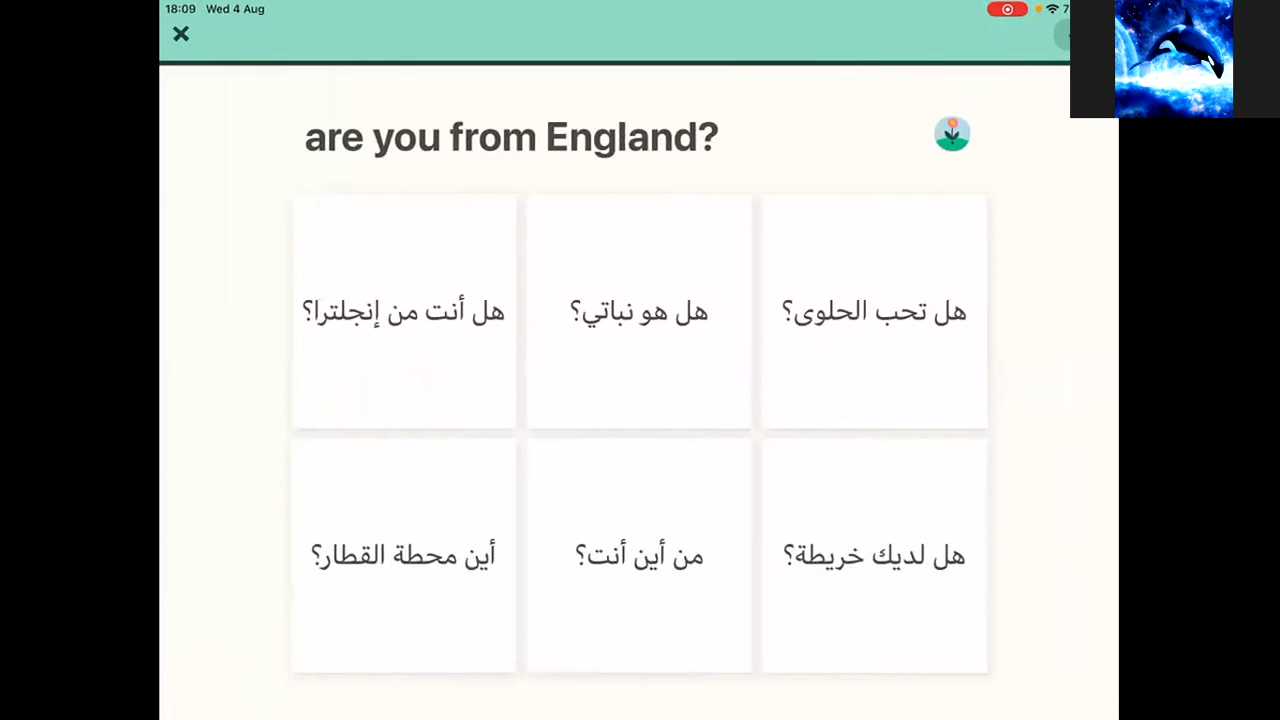 18:09 Wed 4 Aug
7
are you from England?
هل أنت من إنجلترا؟
هل هو نباتي؟
هل تحب الحلوى؟
أين محطة القطار؟
من أين أنت؟
هل لديك خريطة؟